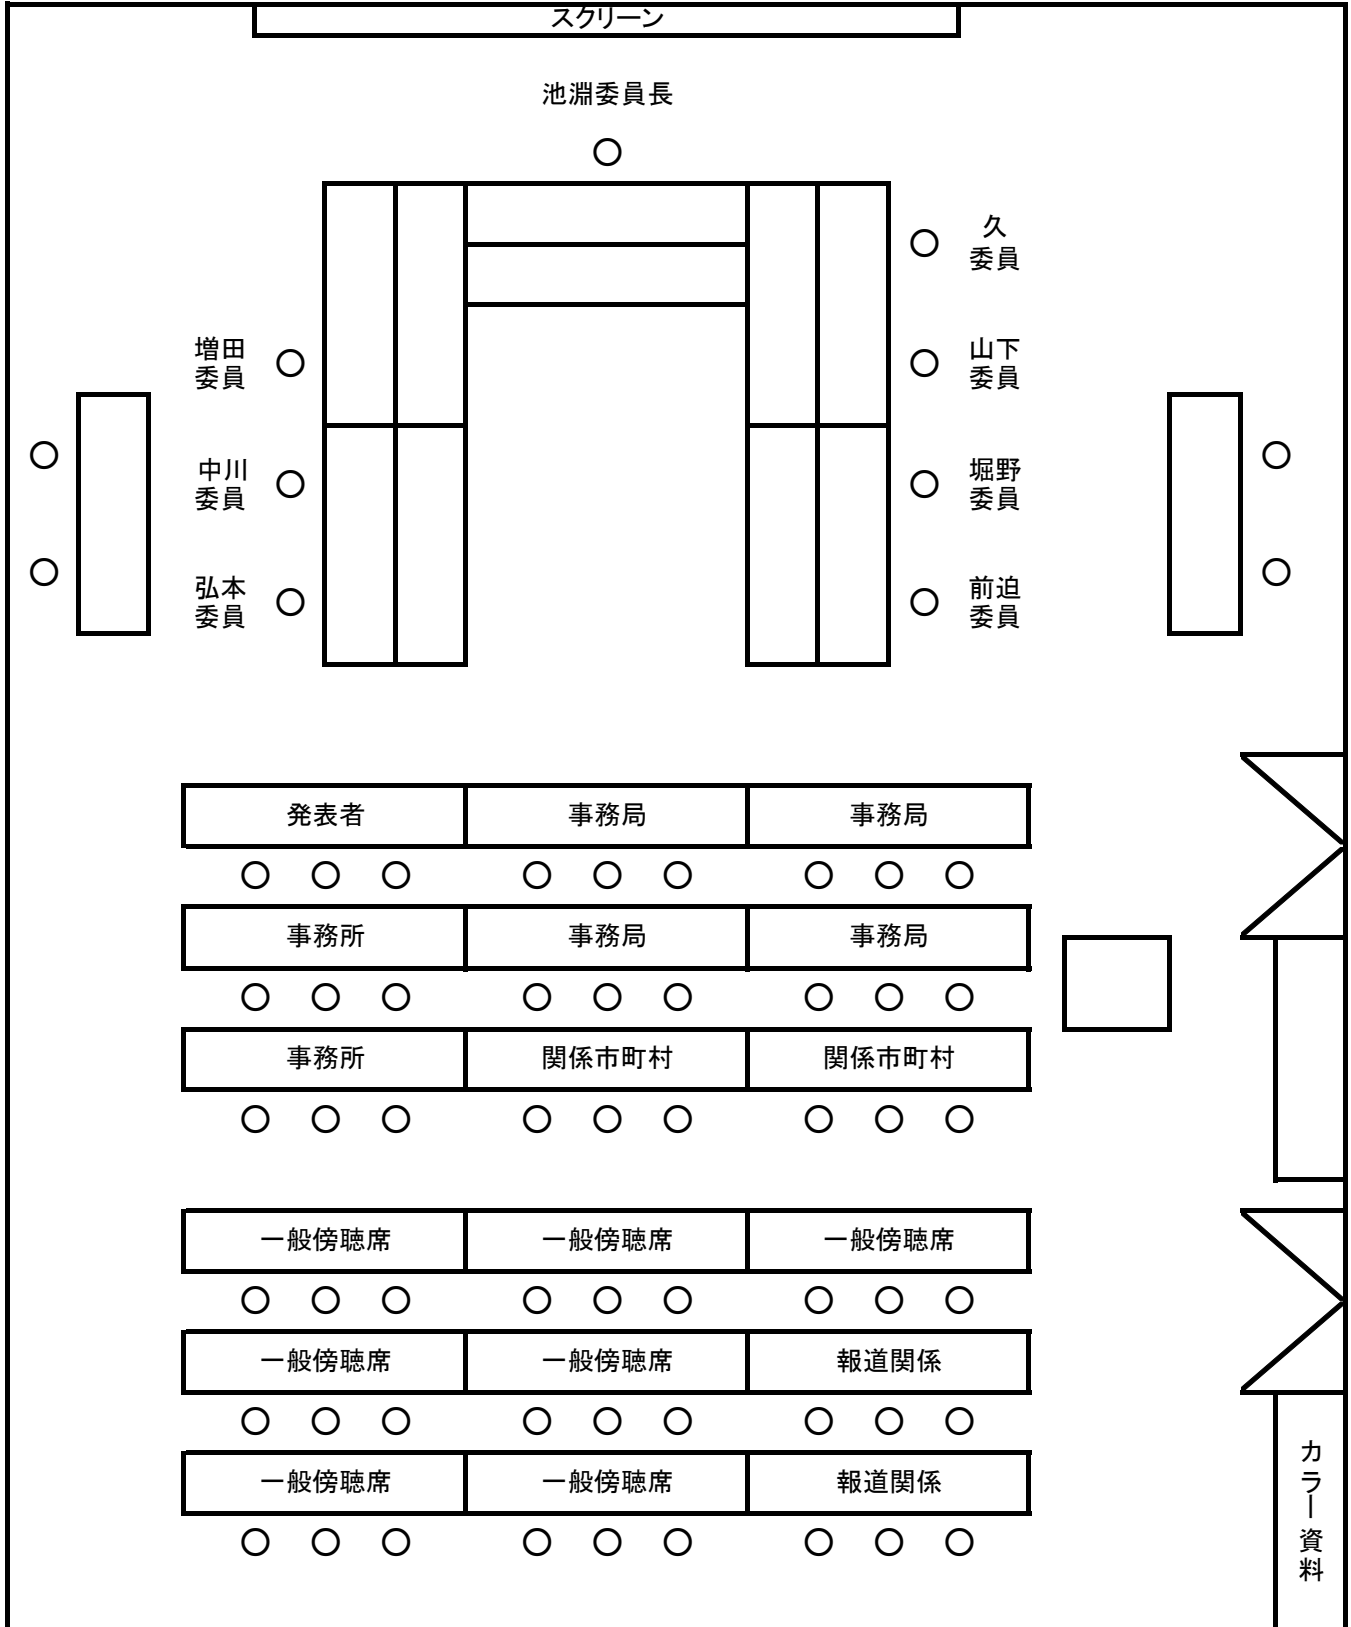 スクリーン
池淵委員長
久
委員
増田
委員
山下
委員
中川
委員
堀野
委員
弘本
委員
前迫
委員
発表者
事務局
事務局
事務所
事務局
事務局
事務所
関係市町村
関係市町村
一般傍聴席
一般傍聴席
一般傍聴席
一般傍聴席
一般傍聴席
報道関係
一般傍聴席
一般傍聴席
報道関係
カラー資料